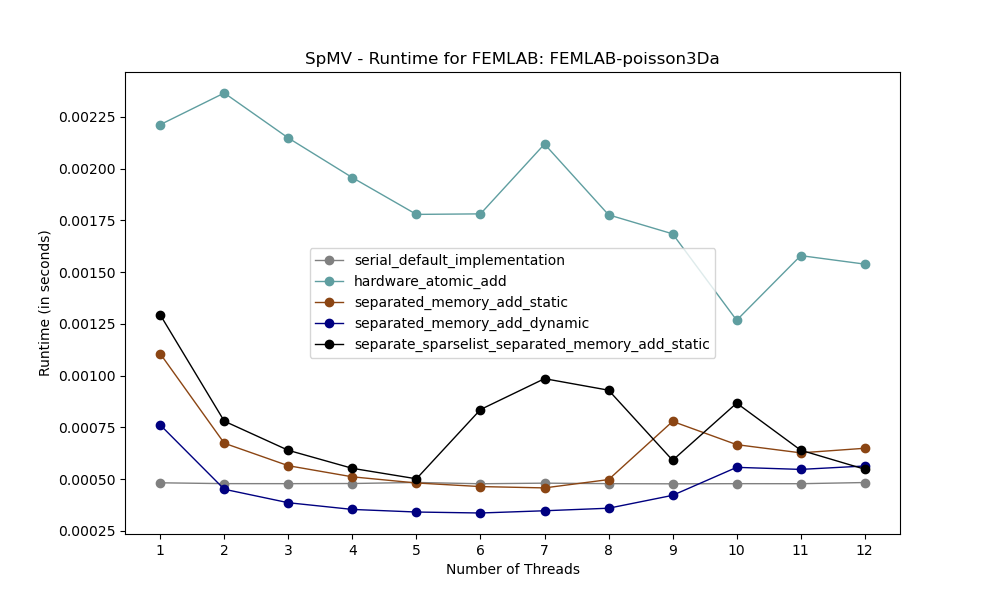 SpMV - Runtime for FEMLAB: FEMLAB-poisson3Da
0.00225
0.00200
0.00175
0.00150
0.00125
0.00100
0.00075
0.00050
0.00025
Runtime (in seconds)
serial_default_implementation
hardware_atomic_add
separated_memory_add_static
separated_memory_add_dynamic
separate_sparselist_separated_memory_add_static
1 2 3 4 5 6 7 8 9 10 11 12
Number of Threads